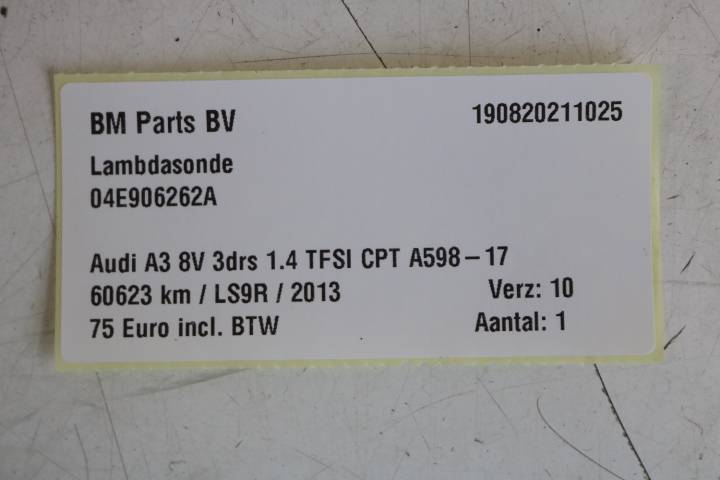 BM Parts BV 190820211025
Lambdasonde
04E906262A
Audi A3 8V 3drs 1.4 TFSI CPT A598-17
60623 km / LS9R / 2013 Verz: 10
75 Euro incl. BTW Aantal: 1